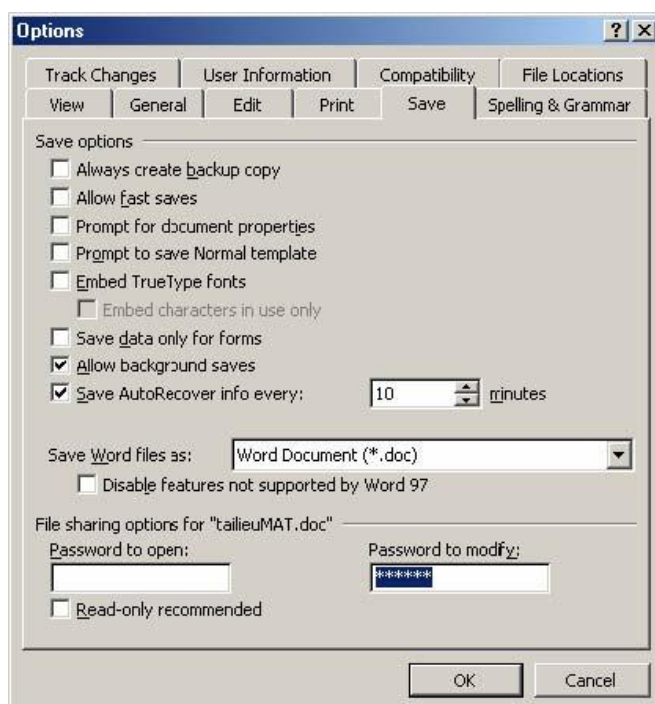 Options
Track Changes User Information Compatibility File Locations
View General Edit Print Save Spelling & Grammar
Save options
Always create backup copy
Allow fast saves
Prompt for document properties
Prompt to save Normal template
Embed TrueType fonts
Embed characters in use only
Save data only for forms
Allow background saves
Save AutoRecover info every: 10 minutes
Save Word files as: Word Document (*.doc)
Disable features not supported by Word 97
File sharing options for "tailieuMAT.doc"
Password to open: Password to modify:
******
Read-only recommended
OK Cancel